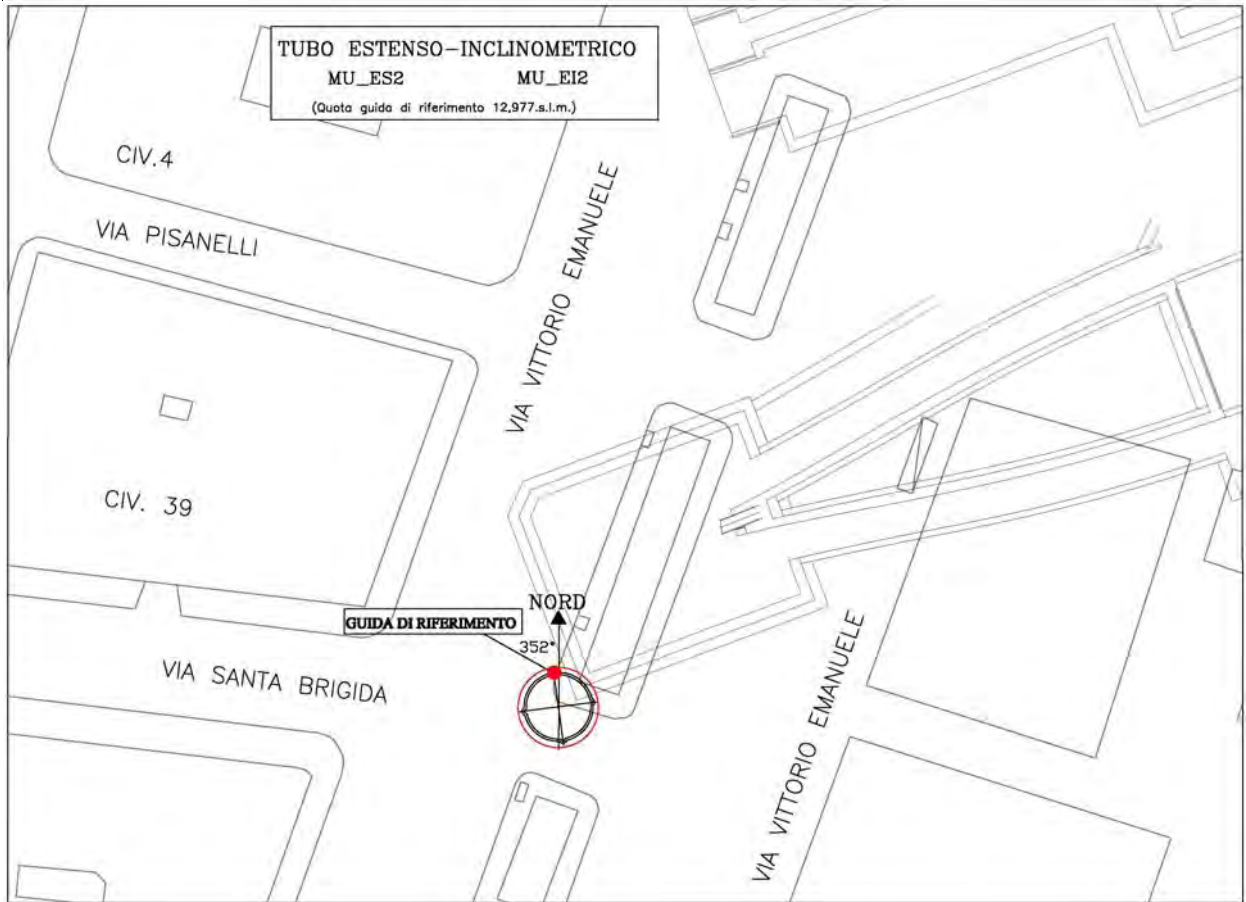 TUBO ESTENSO-INCLINOMETRICO
MU_ES2 MU_EI2
(Quota guida di riferimento 12,977.s.l.m.)
CIV.4
VIA PISANELLI
VIA VITTORIO EMANUELE
CIV. 39
NORD
GUIDA DI RIFERIMENTO
352°
VIA SANTA BRIGIDA
VIA VITTORIO EMANUELE